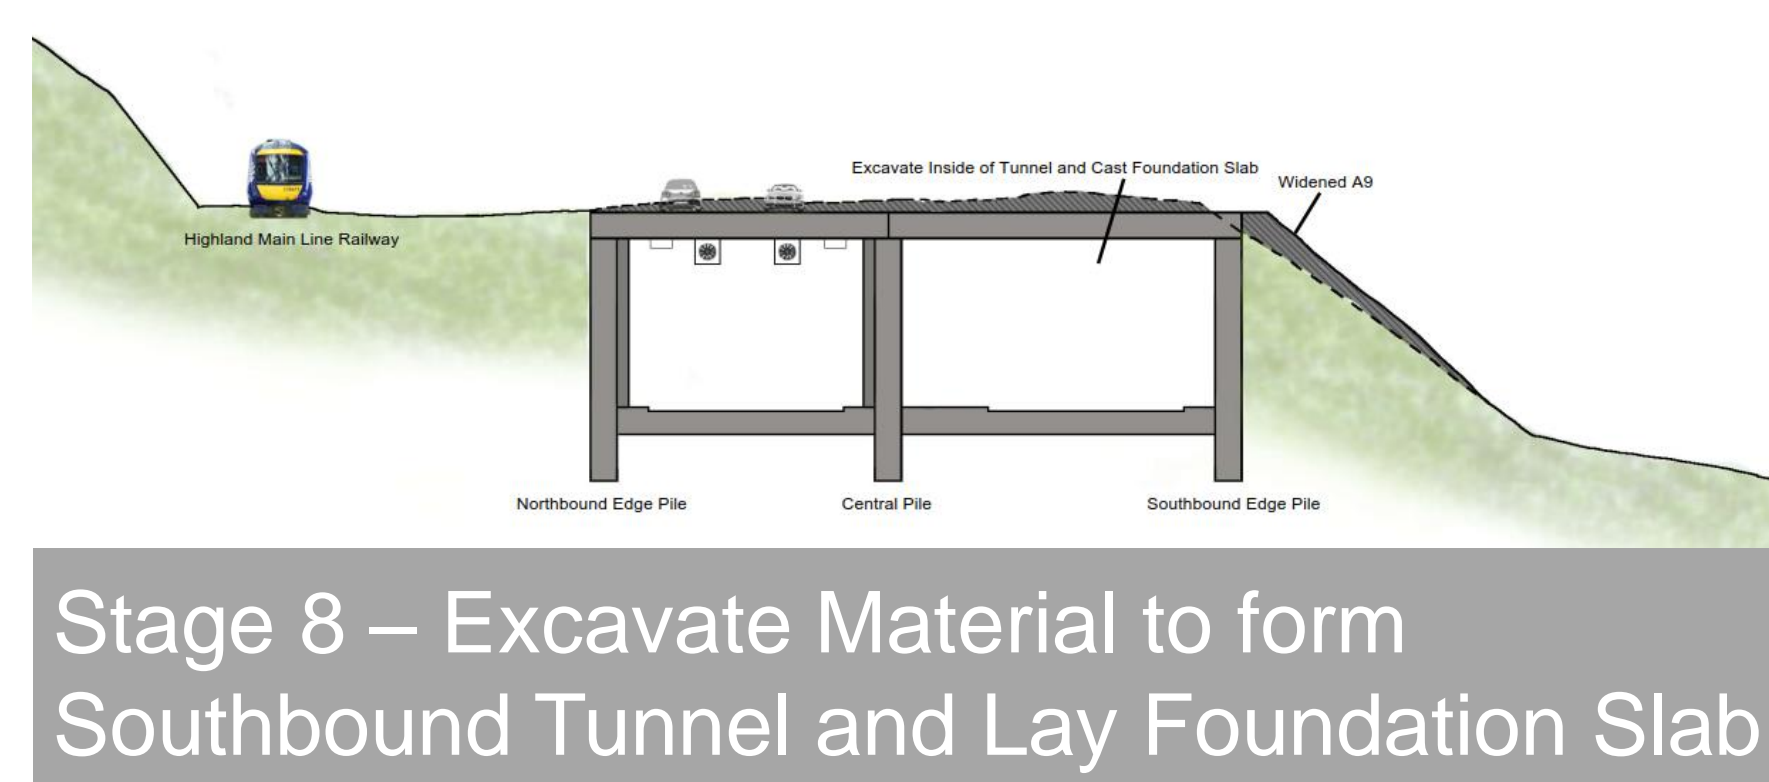 Excavate Inside of Tunnel and Cast Foundation Slab
Widened A9
Highland Main Line Railway
Northbound Edge Pile
Central Pile
Southbound Edge Pile
Stage 8 – Excavate Material to form
Southbound Tunnel and Lay Foundation Slab